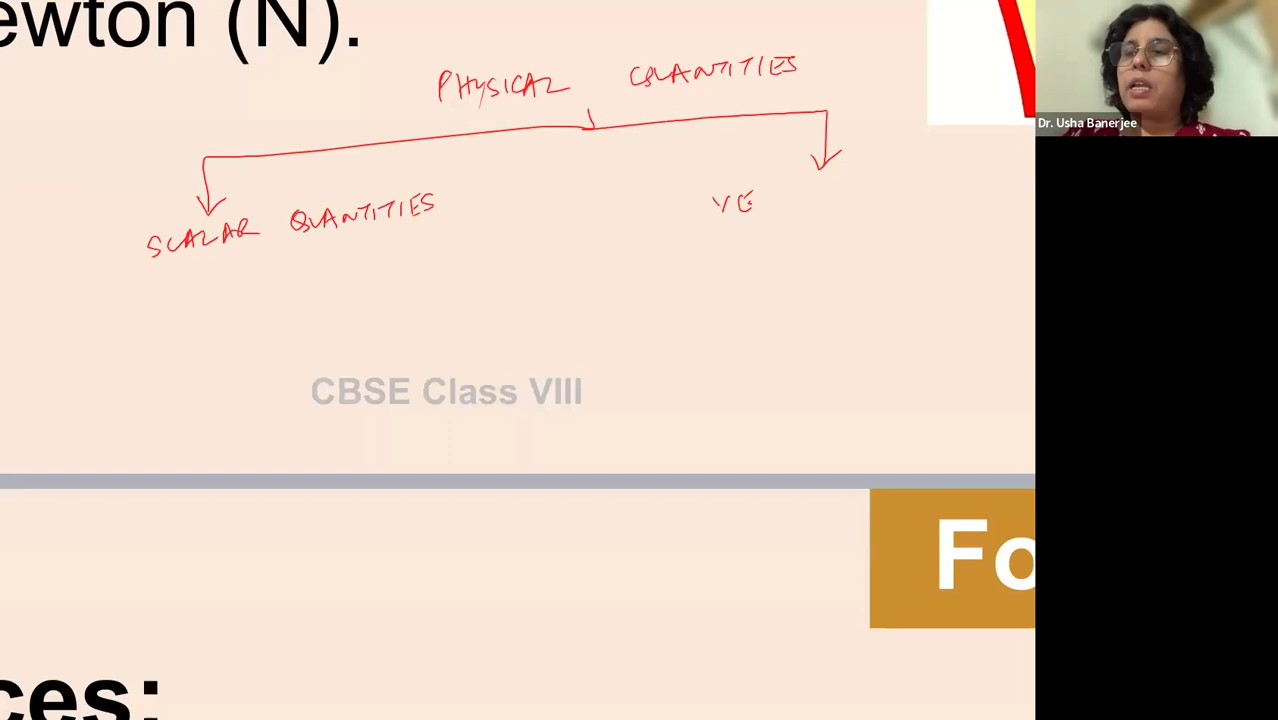 ewton (N).
PHYSICAL QUANTITIES
SCALAR QUANTITIES
VE
CBSE Class VIII
Fo
ces:
Dr. Usha Banerjee